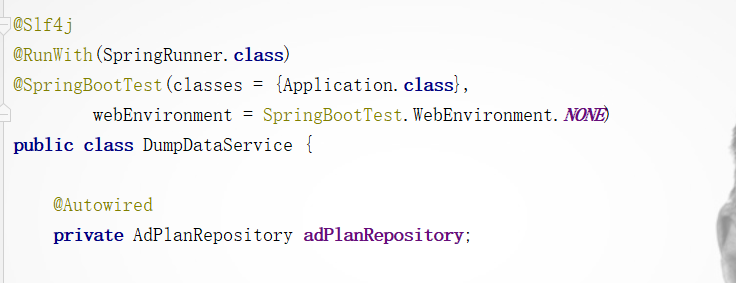 @Slf4j
@RunWith(SpringRunner.class)
@SpringBootTest(classes = {Application.class},
webEnvironment = SpringBootTest.WebEnvironment.NONE)
public class DumpDataService {
@Autowired
private AdPlanRepository adPlanRepository;